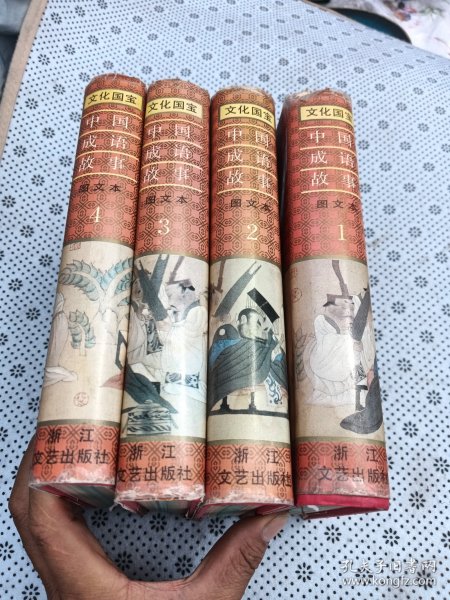 文化国宝
中国
成语
故事
图文本
4
浙江
文艺出版社
文化国宝
中国
成语
故事
图文本
3
浙江
文艺出版社
文化国宝
中国
成语
故事
图文本
2
浙江
文艺出版社
文化国宝
中国
成语
故事
图文本
1
浙江
文艺出版社
孔夫子旧书网
www.kongfz.com